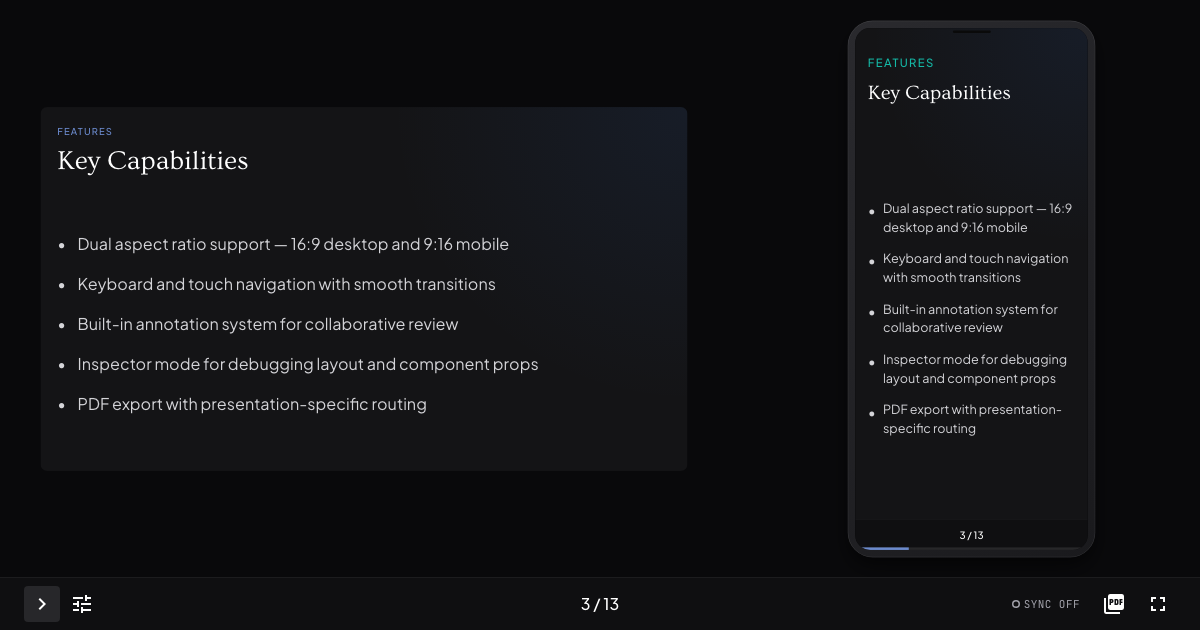 FEATURES
Key Capabilities
Dual aspect ratio support — 16:9 desktop and 9:16 mobile
Keyboard and touch navigation with smooth transitions
Built-in annotation system for collaborative review
Inspector mode for debugging layout and component props
PDF export with presentation-specific routing
FEATURES
Key Capabilities
Dual aspect ratio support — 16:9
desktop and 9:16 mobile
Keyboard and touch navigation
with smooth transitions
Built-in annotation system for
collaborative review
Inspector mode for debugging
layout and component props
PDF export with presentation-
specific routing
3 / 13
3 / 13
SYNC OFF
PDF